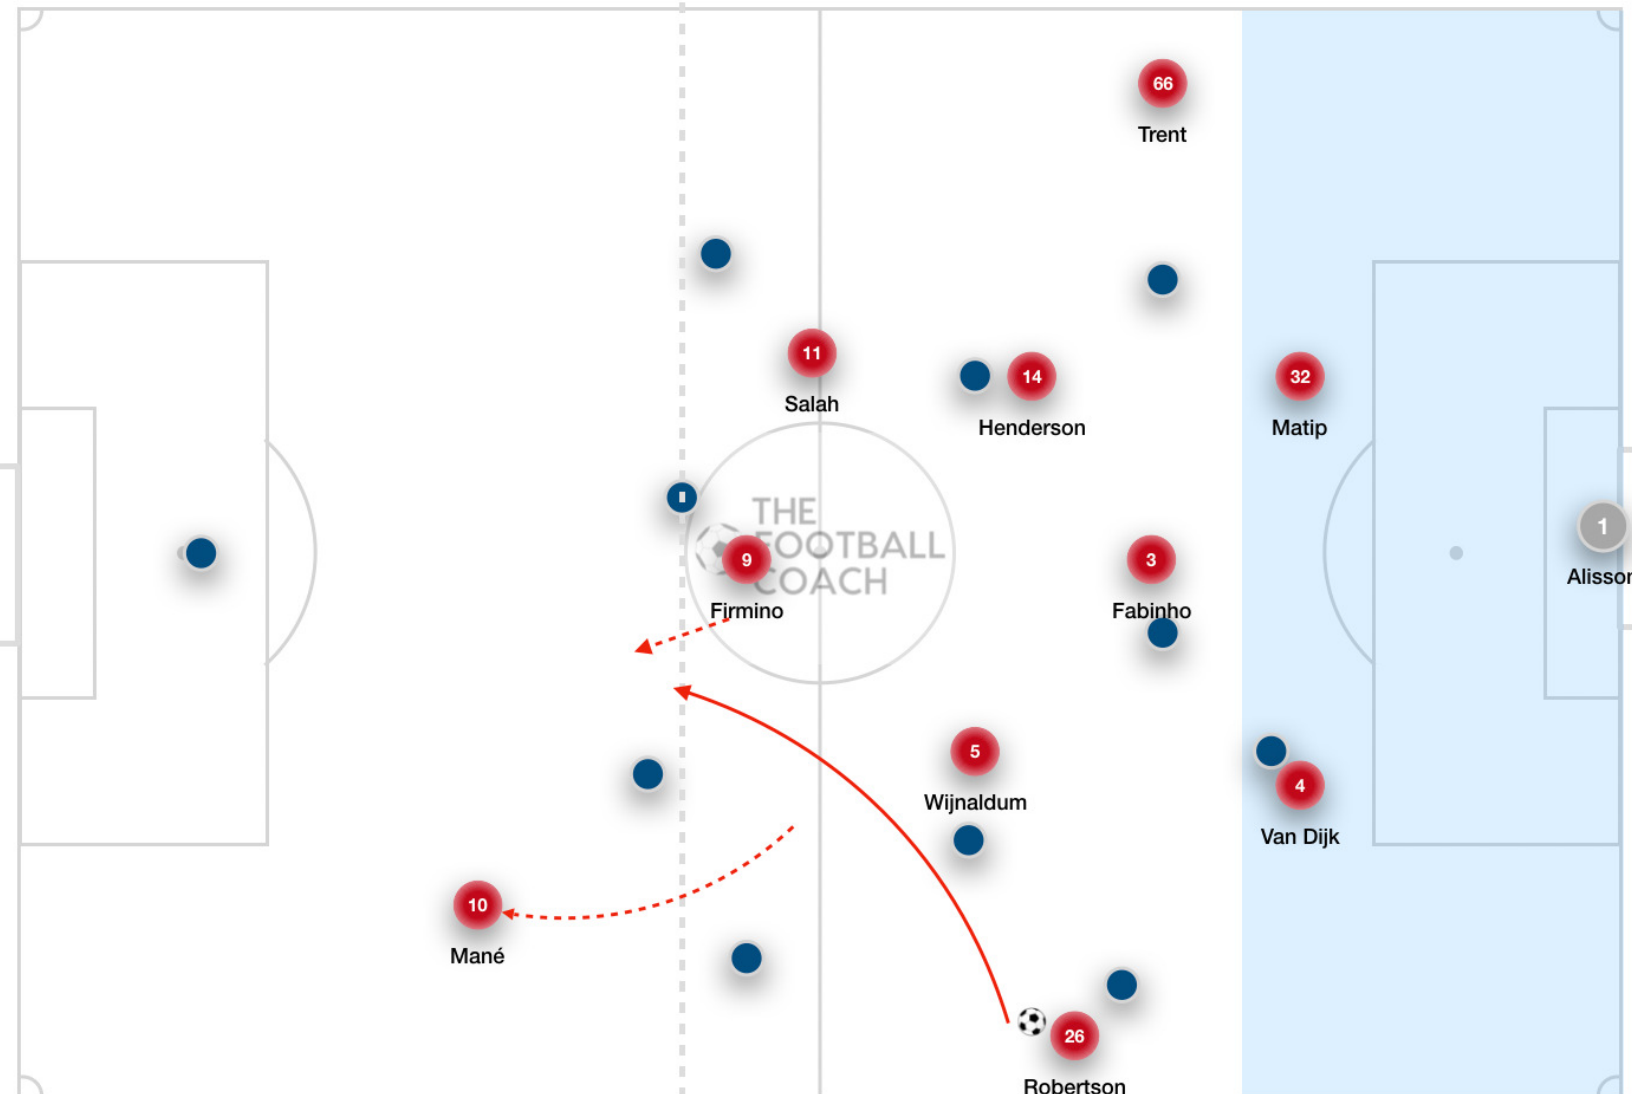 66
Trent
11
Salah
14
Henderson
32
Matip
THE
FOOTBALL
COACH
9
Firmino
3
Fabinho
1
Alisson
5
Wijnaldum
4
Van Dijk
10
Mané
26
Robertson